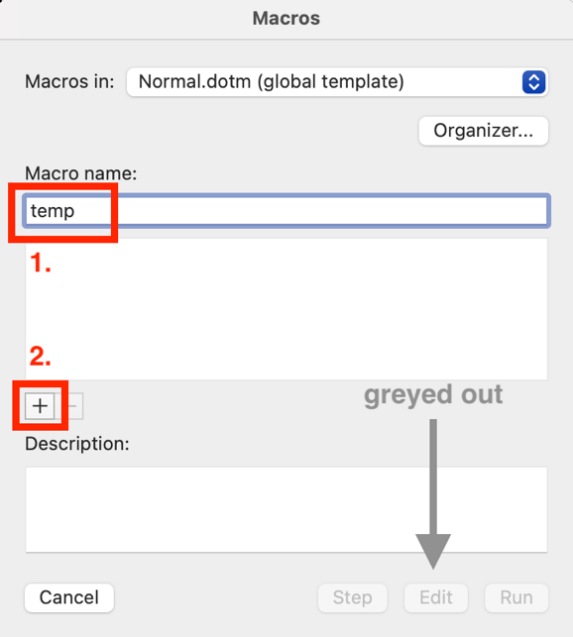 Macros
Macros in: Normal.dotm (global template)
Organizer...
Macro name:
temp
1.
2.
+ −
greyed out
Description:
Cancel Step Edit Run